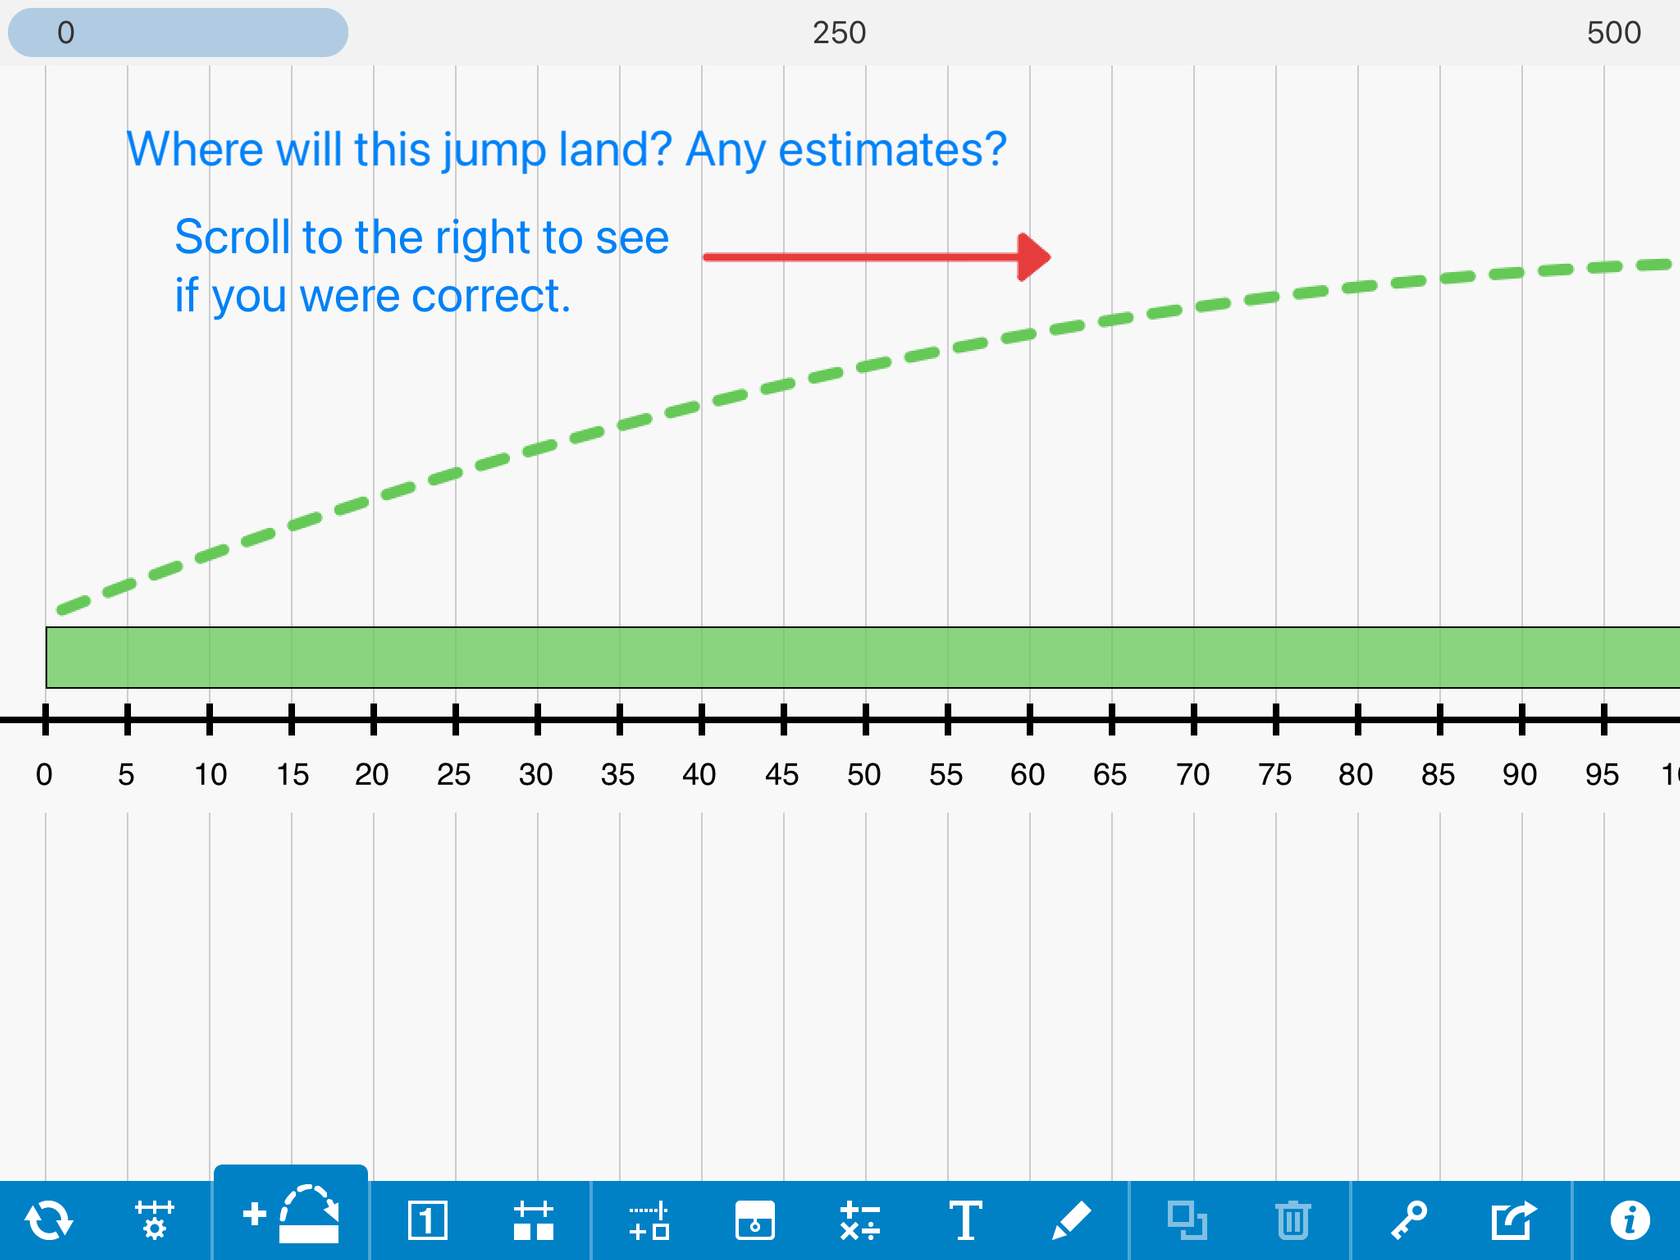 0 250 500
Where will this jump land? Any estimates?
Scroll to the right to see
if you were correct.
0 5 10 15 20 25 30 35 40 45 50 55 60 65 70 75 80 85 90 95
1 T i